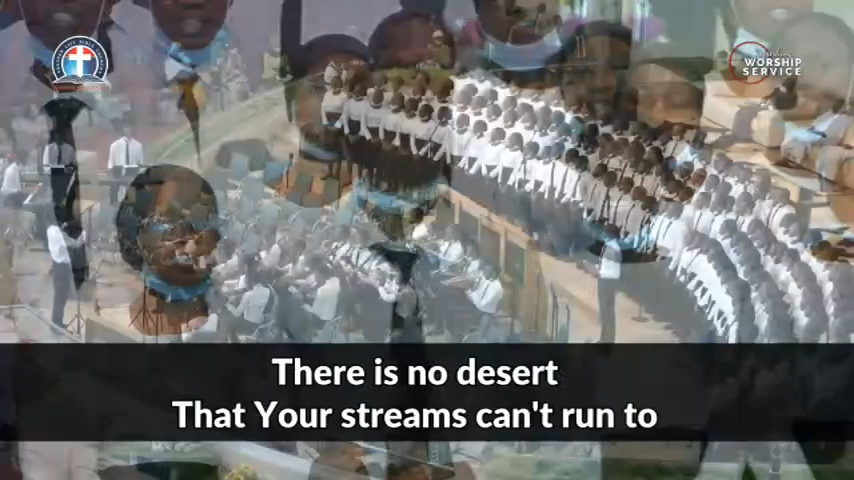 WORSHIP
SERVICE
There is no desert
That Your streams can't run to